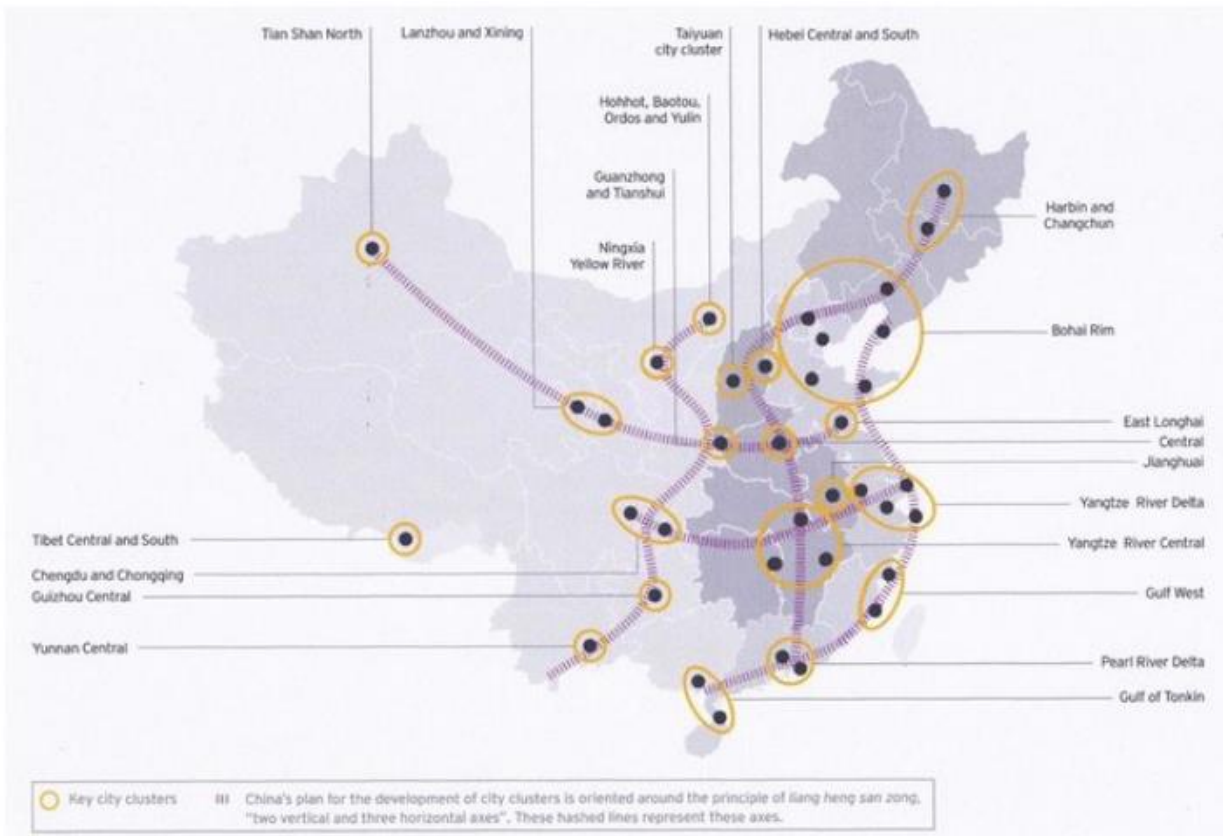 Tian Shan North
Lanzhou and Xining
Taiyuan
city cluster
Hebei Central and South
Hohhot, Baotou,
Ordos and Yulin
Guanzhong
and Tianshui
Ningxia
Yellow River
Harbin and
Changchun
Bohai Rim
East Longhai
Central
Jianghuai
Yangtze River Delta
Yangtze River Central
Gulf West
Pearl River Delta
Gulf of Tonkin
Tibet Central and South
Chengdu and Chongqing
Guizhou Central
Yunnan Central
Key city clusters
China's plan for the development of city clusters is oriented around the principle of liang heng san zong,
"two vertical and three horizontal axes". These hashed lines represent these axes.